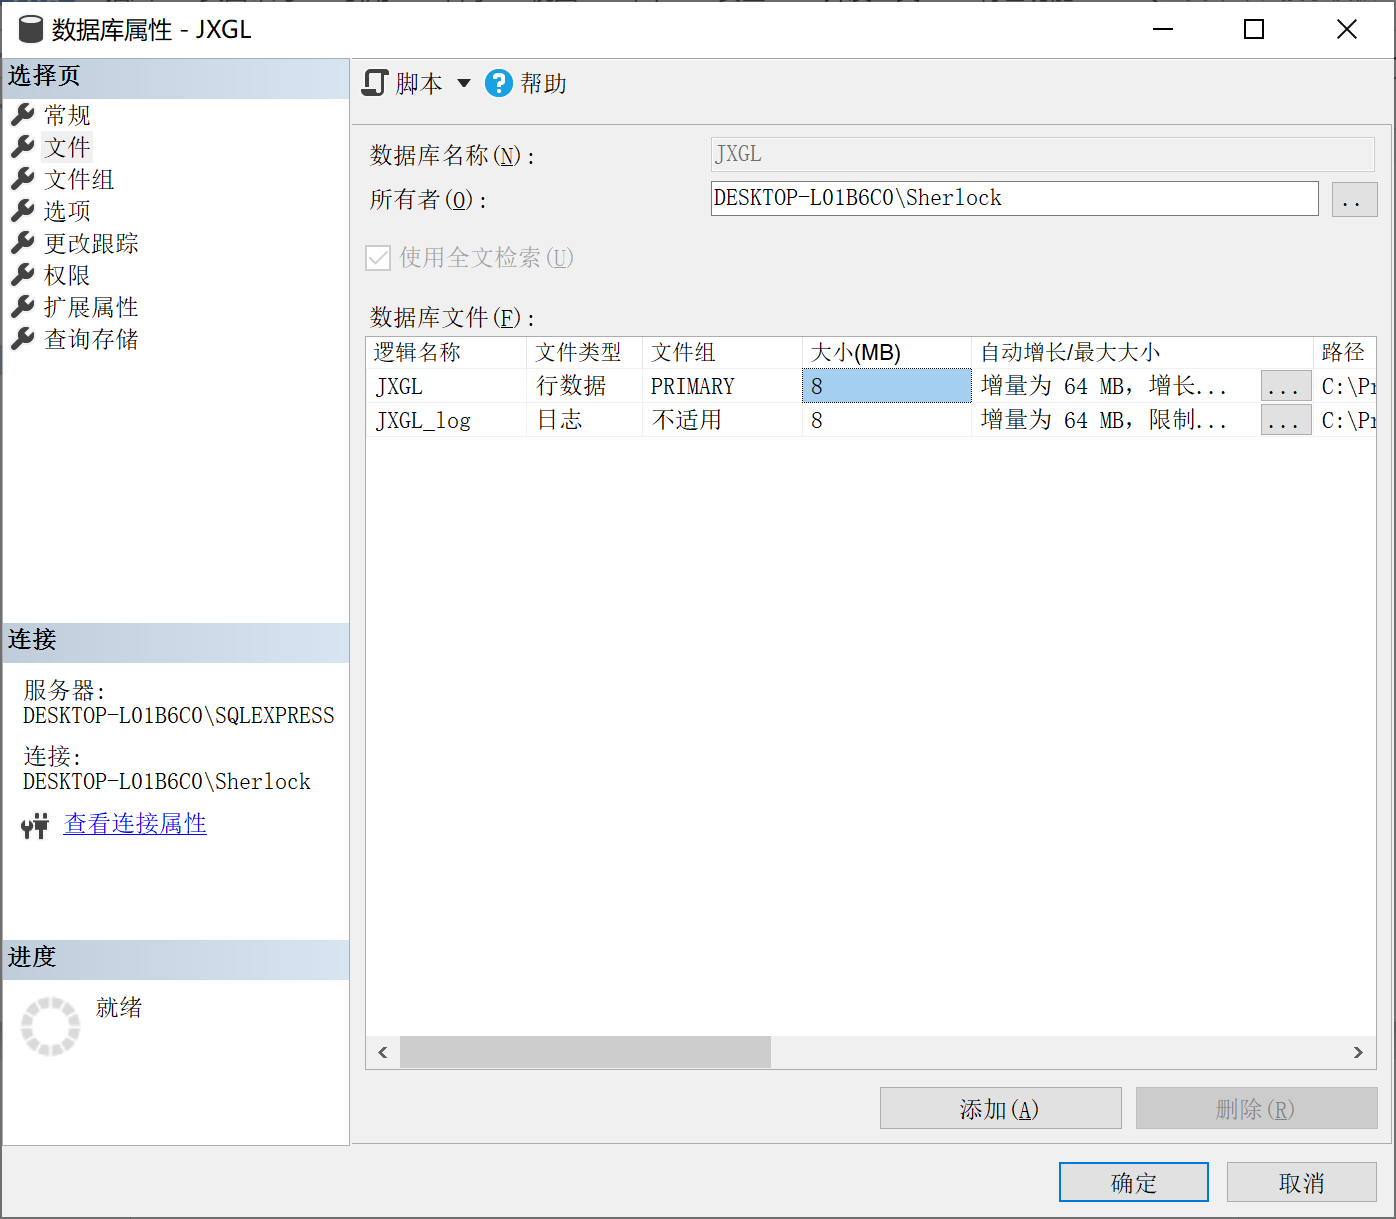 数据库属性 - JXGL
选择页
常规
文件
文件组
选项
更改跟踪
权限
扩展属性
查询存储
连接
服务器:
DESKTOP-L01B6C0\SQLEXPRESS
连接:
DESKTOP-L01B6C0\Sherlock
查看连接属性
进度
就绪
脚本 ? 帮助
数据库名称(N): JXGL
所有者(O): DESKTOP-L01B6C0\Sherlock ..
使用全文检索(U)
数据库文件(F):
逻辑名称 文件类型 文件组 大小(MB) 自动增长/最大大小 路径
JXGL 行数据 PRIMARY 8 增量为 64 MB, 增长... ... C:\Pr
JXGL_log 日志 不适用 8 增量为 64 MB, 限制... ... C:\Pr
添加(A) 删除(R)
确定 取消